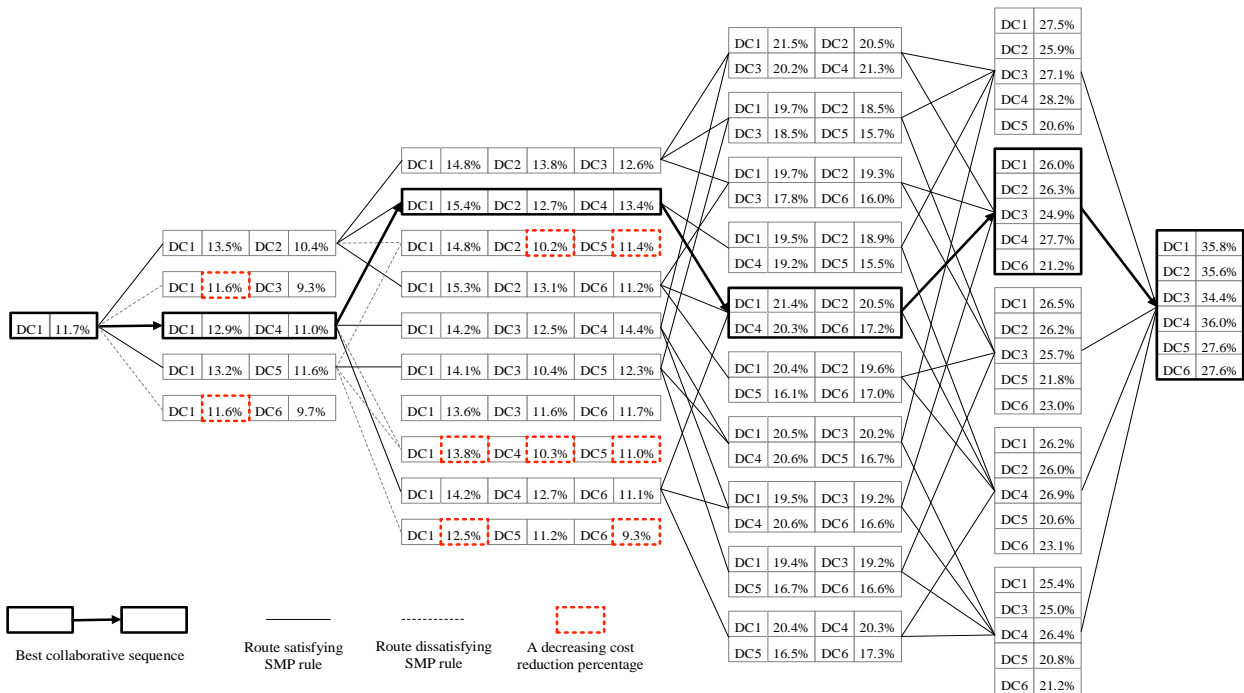 DC1 11.7%
DC1 13.5% DC2 10.4%
DC1 11.6% DC3 9.3%
DC1 12.9% DC4 11.0%
DC1 13.2% DC5 11.6%
DC1 11.6% DC6 9.7%
DC1 14.8% DC2 13.8% DC3 12.6%
DC1 15.4% DC2 12.7% DC4 13.4%
DC1 14.8% DC2 10.2% DC5 11.4%
DC1 15.3% DC2 13.1% DC6 11.2%
DC1 14.2% DC3 12.5% DC4 14.4%
DC1 14.1% DC3 10.4% DC5 12.3%
DC1 13.6% DC3 11.6% DC6 11.7%
DC1 13.8% DC4 10.3% DC5 11.0%
DC1 14.2% DC4 12.7% DC6 11.1%
DC1 12.5% DC5 11.2% DC6 9.3%
DC1 21.5% DC2 20.5%
DC3 20.2% DC4 21.3%
DC1 19.7% DC2 18.5%
DC3 18.5% DC5 15.7%
DC1 19.7% DC2 19.3%
DC3 17.8% DC6 16.0%
DC1 19.5% DC2 18.9%
DC4 19.2% DC5 15.5%
DC1 21.4% DC2 20.5%
DC4 20.3% DC6 17.2%
DC1 20.4% DC2 19.6%
DC5 16.1% DC6 17.0%
DC1 20.5% DC3 20.2%
DC4 20.6% DC5 16.7%
DC1 19.5% DC3 19.2%
DC4 20.6% DC6 16.6%
DC1 19.4% DC3 19.2%
DC5 16.7% DC6 16.6%
DC1 20.4% DC4 20.3%
DC5 16.5% DC6 17.3%
DC1 27.5%
DC2 25.9%
DC3 27.1%
DC4 28.2%
DC5 20.6%
DC1 26.0%
DC2 26.3%
DC3 24.9%
DC4 27.7%
DC6 21.2%
DC1 26.5%
DC2 26.2%
DC3 25.7%
DC5 21.8%
DC6 23.0%
DC1 26.2%
DC2 26.0%
DC4 26.9%
DC5 20.6%
DC6 23.1%
DC1 25.4%
DC3 25.0%
DC4 26.4%
DC5 20.8%
DC6 21.2%
DC1 35.8%
DC2 35.6%
DC3 34.4%
DC4 36.0%
DC5 27.6%
DC6 27.6%
Best collaborative sequence
Route satisfying
SMP rule
Route dissatisfying
SMP rule
A decreasing cost
reduction percentage